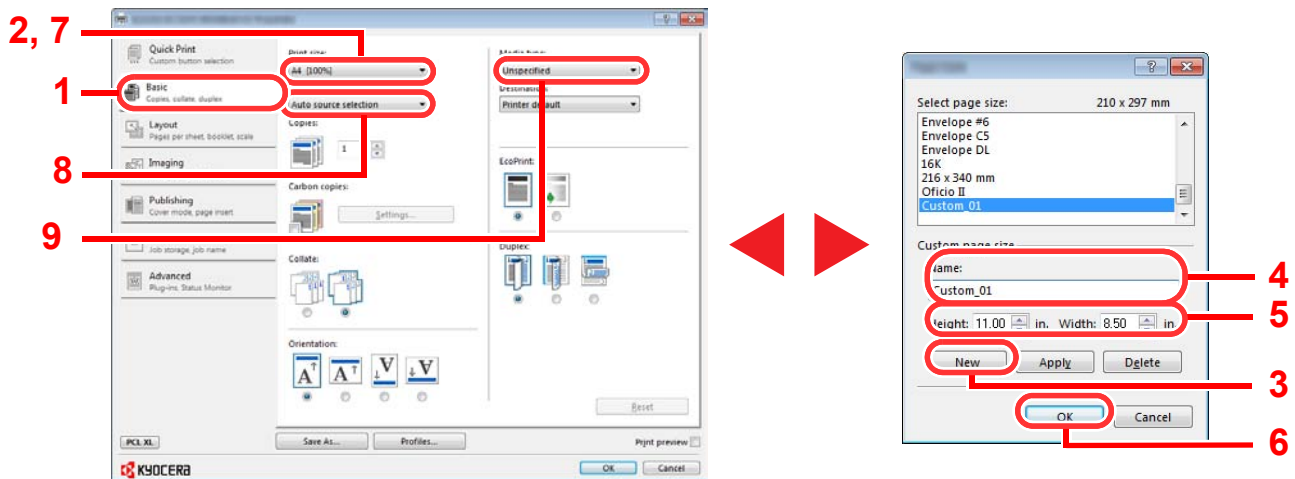 2, 7
1
8
9
Quick Print
Custom button selection
Basic
Copies, collate, duplex
Layout
Pages per sheet, booklet, scale
Imaging
Publishing
Cover mode, page insert
Job storage, job name
Advanced
Plug-ins, Status Monitor
PCL XL
Print size:
A4 [100%]
Auto source selection
Copies:
1
Carbon copies:
Settings...
Collate:
Orientation:
A A A A
Media type:
Unspecified
Destination:
Printer default
EcoPrint:
Duplex:
Reset
Save As...
Profiles...
Print preview
KYOCERA
OK
Cancel
Select page size:
210 x 297 mm
Envelope #6
Envelope C5
Envelope DL
16K
216 x 340 mm
Oficio II
Custom_01
Custom page size
Name:
Custom_01
Height: 11.00 in. Width: 8.50 in.
New
Apply
Delete
OK
Cancel
4
5
3
6